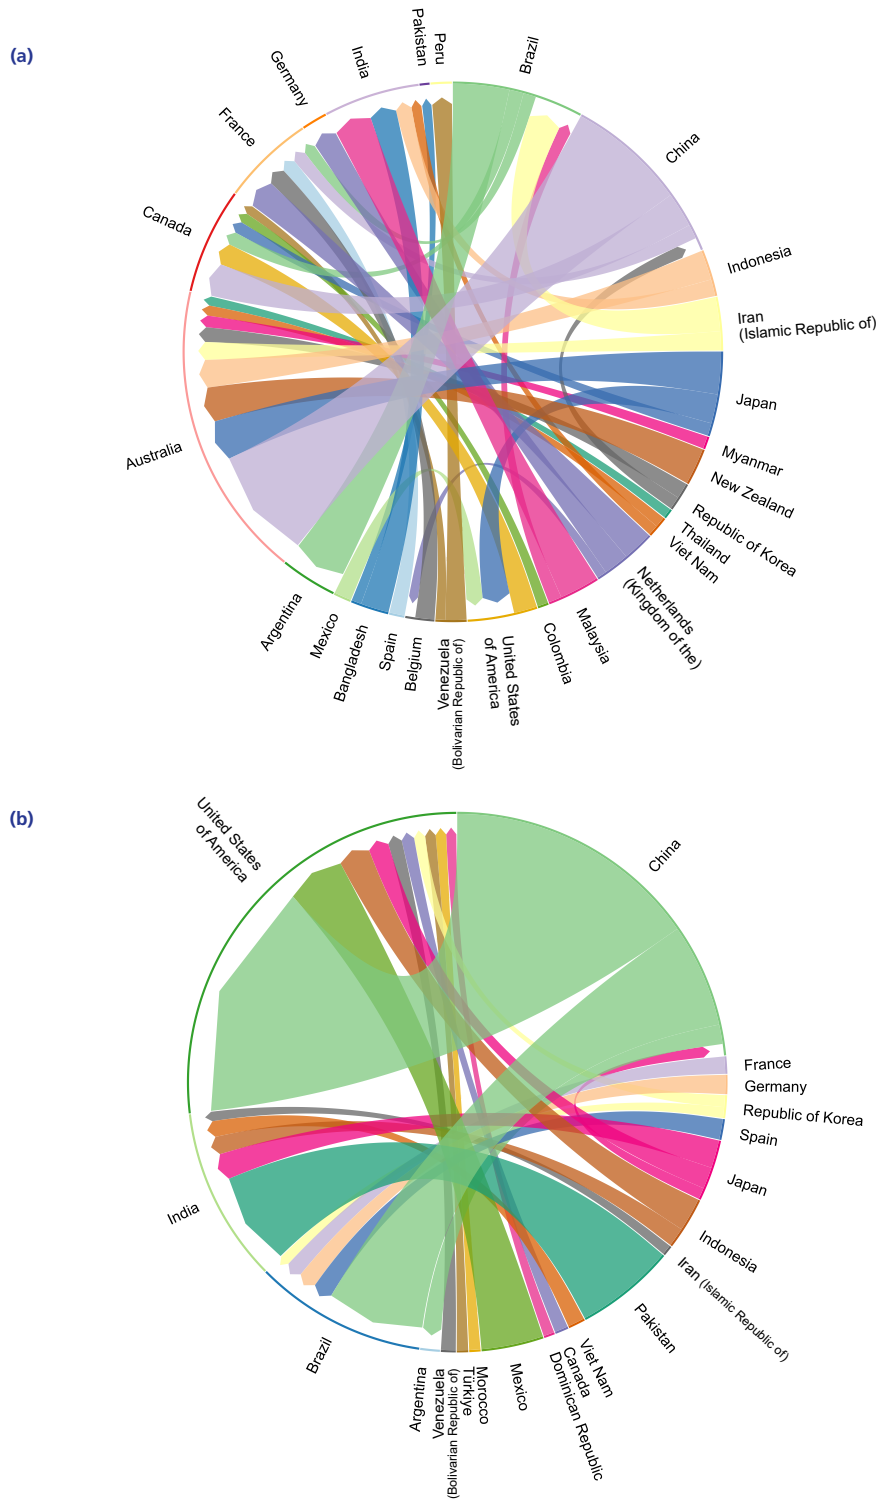 (a)
Brazil
China
Indonesia
Iran
(Islamic Republic of)
Japan
Myanmar
New Zealand
Republic of Korea
Thailand
Viet Nam
Netherlands
(Kingdom of the)
Malaysia
Colombia
United States
of America
Venezuela
(Bolivarian Republic of)
Belgium
Spain
Bangladesh
Mexico
Argentina
Australia
Canada
France
Germany
India
Pakistan
Peru
(b)
China
France
Germany
Republic of Korea
Spain
Japan
Indonesia
Iran (Islamic Republic of)
Pakistan
Viet Nam
Canada
Dominican Republic
Mexico
Morocco
Türkiye
Venezuela
(Bolivarian Republic of)
Argentina
Brazil
India
United States
of America